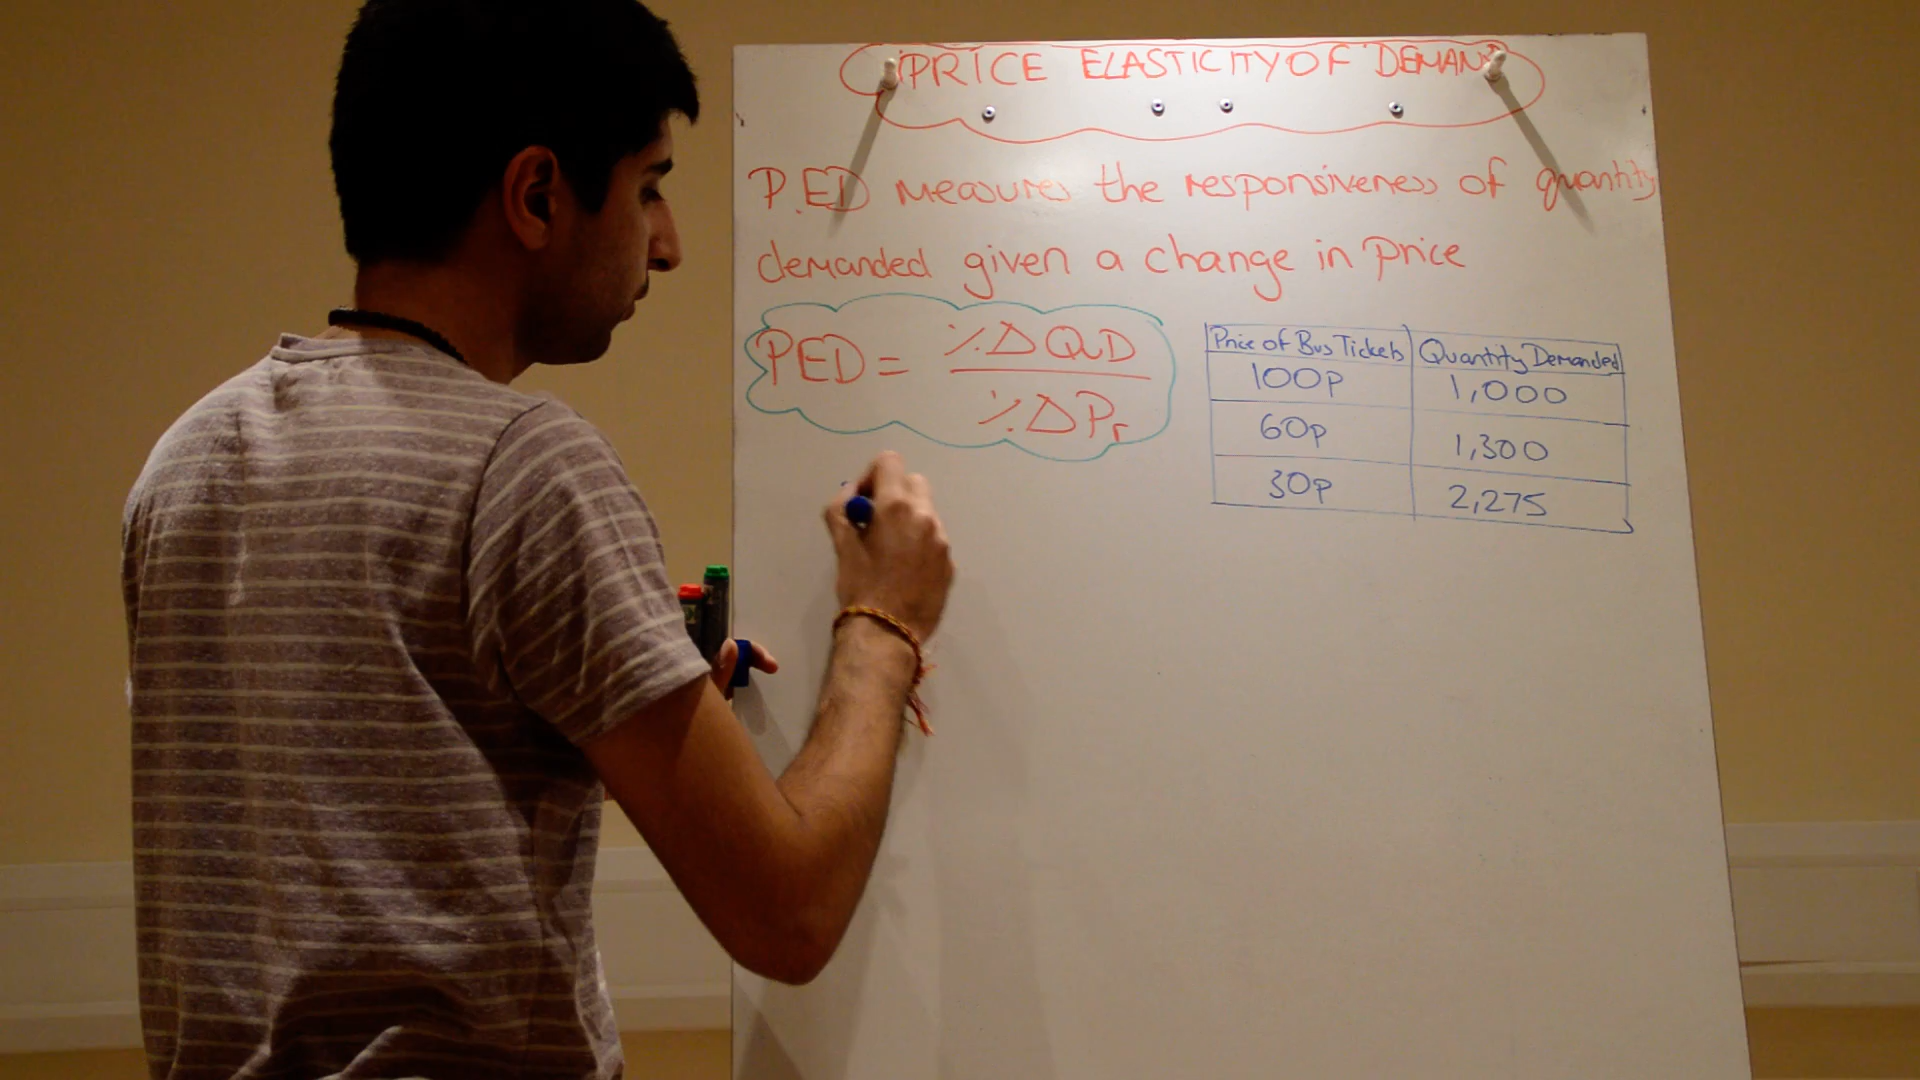 PRICE ELASTICITY OF DEMAND
P.ED measures the responsiveness of quantity
demanded given a change in price
PED = %ΔQD
%ΔPr
Price of Bus Tickets Quantity Demanded
100p 1,000
60p 1,300
30p 2,275